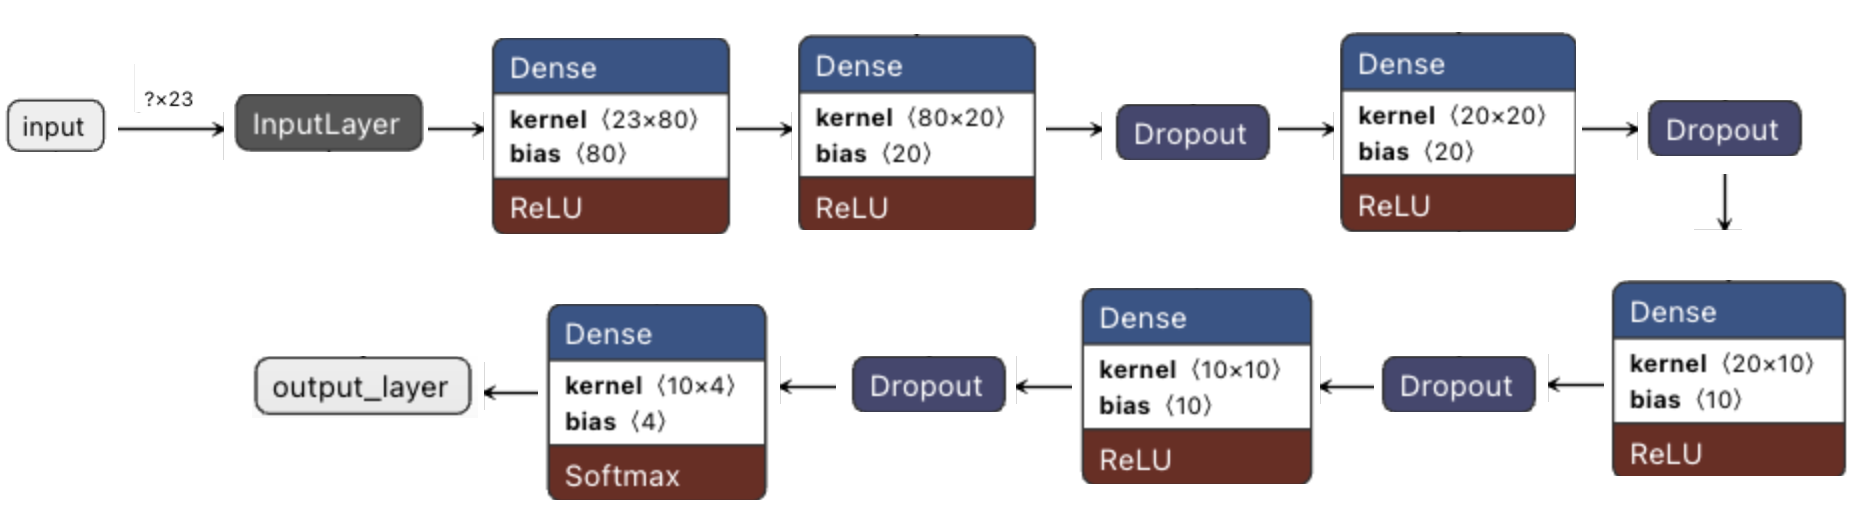 input
?×23
InputLayer
Dense
kernel ⟨23×80⟩
bias ⟨80⟩
ReLU
Dense
kernel ⟨80×20⟩
bias ⟨20⟩
ReLU
Dropout
Dense
kernel ⟨20×20⟩
bias ⟨20⟩
ReLU
Dropout
Dense
kernel ⟨20×10⟩
bias ⟨10⟩
ReLU
Dropout
Dense
kernel ⟨10×10⟩
bias ⟨10⟩
ReLU
Dropout
Dense
kernel ⟨10×4⟩
bias ⟨4⟩
Softmax
output_layer